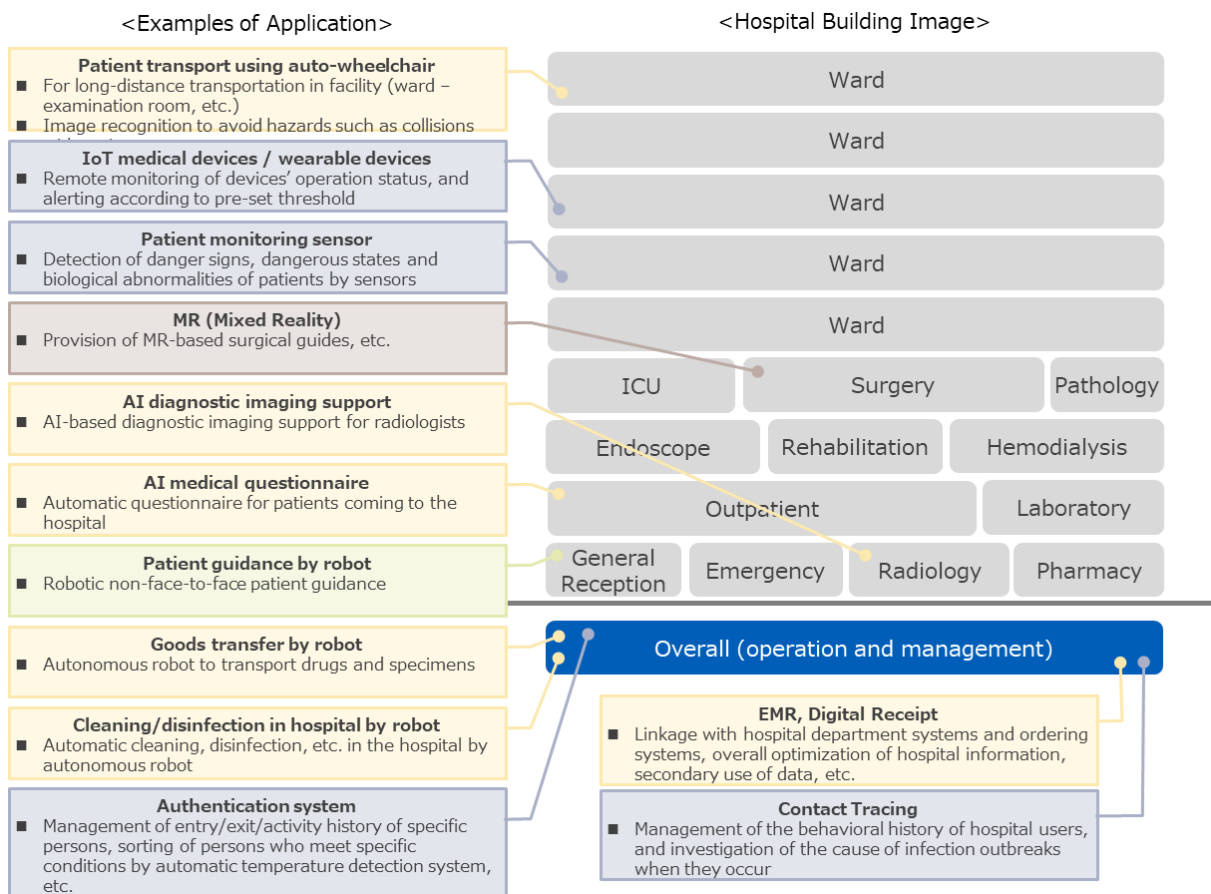 <Examples of Application>
Patient transport using auto-wheelchair
■ For long-distance transportation in facility (ward –
examination room, etc.)
■ Image recognition to avoid hazards such as collisions
IoT medical devices / wearable devices
■ Remote monitoring of devices’ operation status, and
alerting according to pre-set threshold
Patient monitoring sensor
■ Detection of danger signs, dangerous states and
biological abnormalities of patients by sensors
MR (Mixed Reality)
■ Provision of MR-based surgical guides, etc.
AI diagnostic imaging support
■ AI-based diagnostic imaging support for radiologists
AI medical questionnaire
■ Automatic questionnaire for patients coming to the
hospital
Patient guidance by robot
■ Robotic non-face-to-face patient guidance
Goods transfer by robot
■ Autonomous robot to transport drugs and specimens
Cleaning/disinfection in hospital by robot
■ Automatic cleaning, disinfection, etc. in the hospital by
autonomous robot
Authentication system
■ Management of entry/exit/activity history of specific
persons, sorting of persons who meet specific
conditions by automatic temperature detection system,
etc.
<Hospital Building Image>
Ward
Ward
Ward
Ward
Ward
ICU
Surgery
Pathology
Endoscope
Rehabilitation
Hemodialysis
Outpatient
Laboratory
General
Reception
Emergency
Radiology
Pharmacy
Overall (operation and management)
EMR, Digital Receipt
■ Linkage with hospital department systems and ordering
systems, overall optimization of hospital information,
secondary use of data, etc.
Contact Tracing
■ Management of the behavioral history of hospital users,
and investigation of the cause of infection outbreaks
when they occur